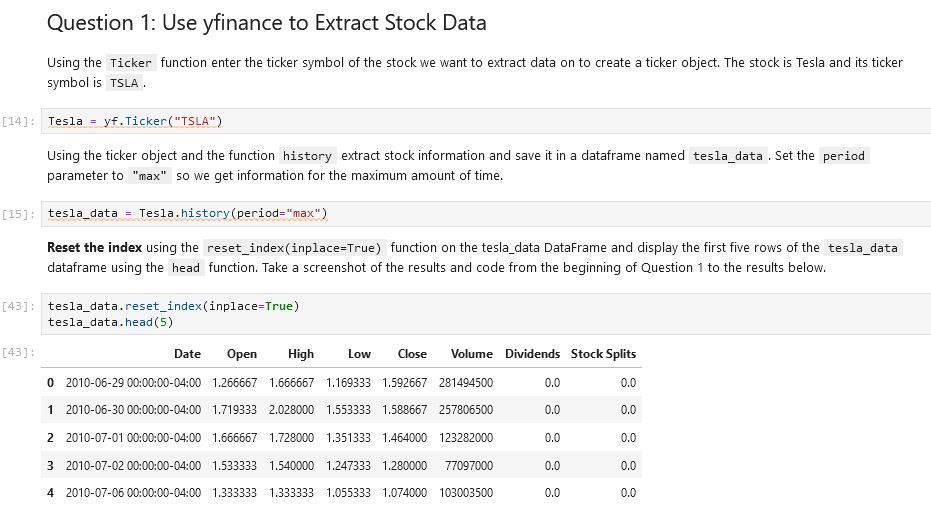 Question 1: Use yfinance to Extract Stock Data
Using the Ticker function enter the ticker symbol of the stock we want to extract data on to create a ticker object. The stock is Tesla and its ticker
symbol is TSLA .
[14]: Tesla = yf.Ticker("TSLA")
Using the ticker object and the function history extract stock information and save it in a dataframe named tesla_data . Set the period
parameter to "max" so we get information for the maximum amount of time.
[15]: tesla_data = Tesla.history(period="max")
Reset the index using the reset_index(inplace=True) function on the tesla_data DataFrame and display the first five rows of the tesla_data
dataframe using the head function. Take a screenshot of the results and code from the beginning of Question 1 to the results below.
[43]: tesla_data.reset_index(inplace=True)
tesla_data.head(5)
[43]: Date Open High Low Close Volume Dividends Stock Splits
0 2010-06-29 00:00:00-04:00 1.266667 1.666667 1.169333 1.592667 281494500 0.0 0.0
1 2010-06-30 00:00:00-04:00 1.719333 2.028000 1.553333 1.588667 257806500 0.0 0.0
2 2010-07-01 00:00:00-04:00 1.666667 1.728000 1.351333 1.464000 123282000 0.0 0.0
3 2010-07-02 00:00:00-04:00 1.533333 1.540000 1.247333 1.280000 77097000 0.0 0.0
4 2010-07-06 00:00:00-04:00 1.333333 1.333333 1.055333 1.074000 103003500 0.0 0.0